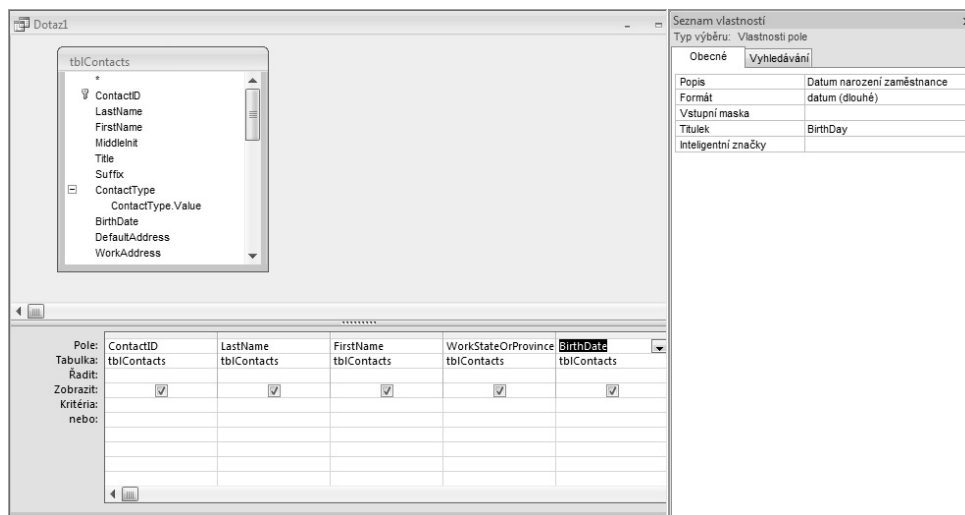 Dotaz1
tblContacts
*
ContactID
LastName
FirstName
MiddleInit
Title
Suffix
ContactType
ContactType.Value
BirthDate
DefaultAddress
WorkAddress
Pole: ContactID LastName FirstName WorkStateOrProvince BirthDate
Tabulka: tblContacts tblContacts tblContacts tblContacts tblContacts
Řadit:
Zobrazit:
Kritéria:
nebo:
Seznam vlastností
Typ výběru: Vlastnosti pole
Obecné Vyhledávání
Popis Datum narození zaměstnance
Formát datum (dlouhé)
Vstupní maska
Titulek BirthDay
Inteligentní značky